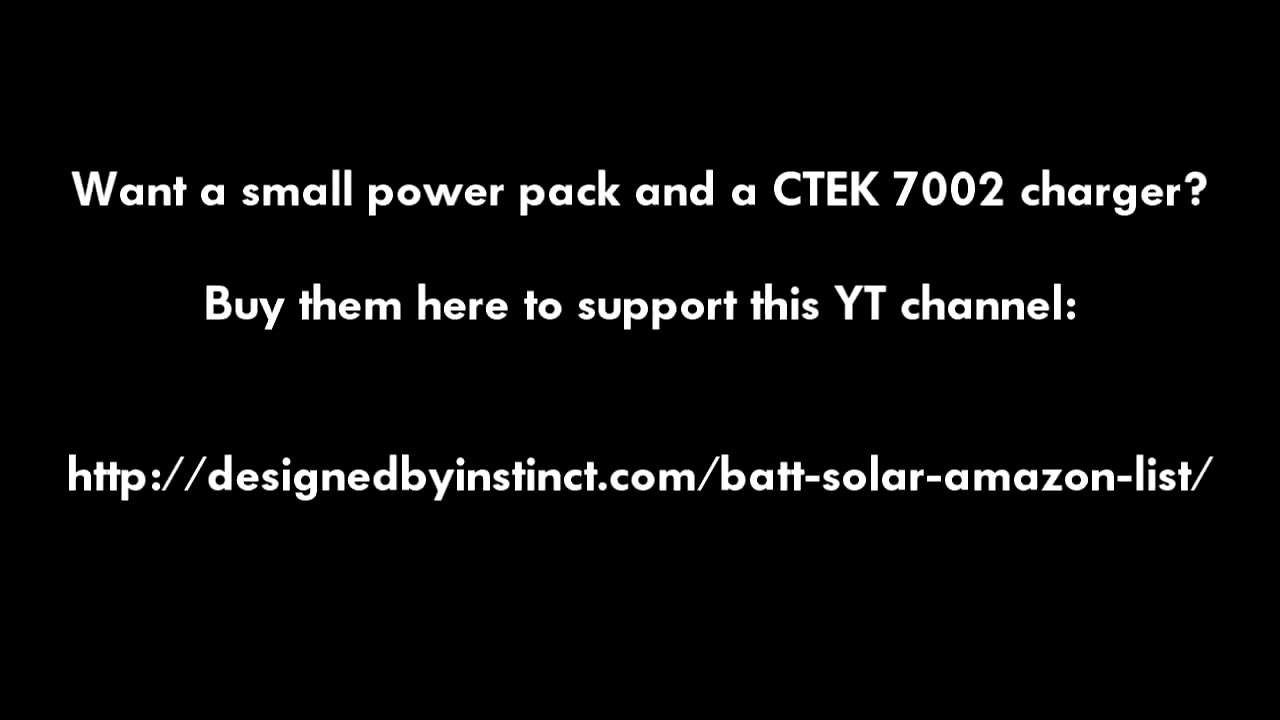 Want a small power pack and a CTEK 7002 charger?
Buy them here to support this YT channel:
http://designedbyinstinct.com/batt-solar-amazon-list/